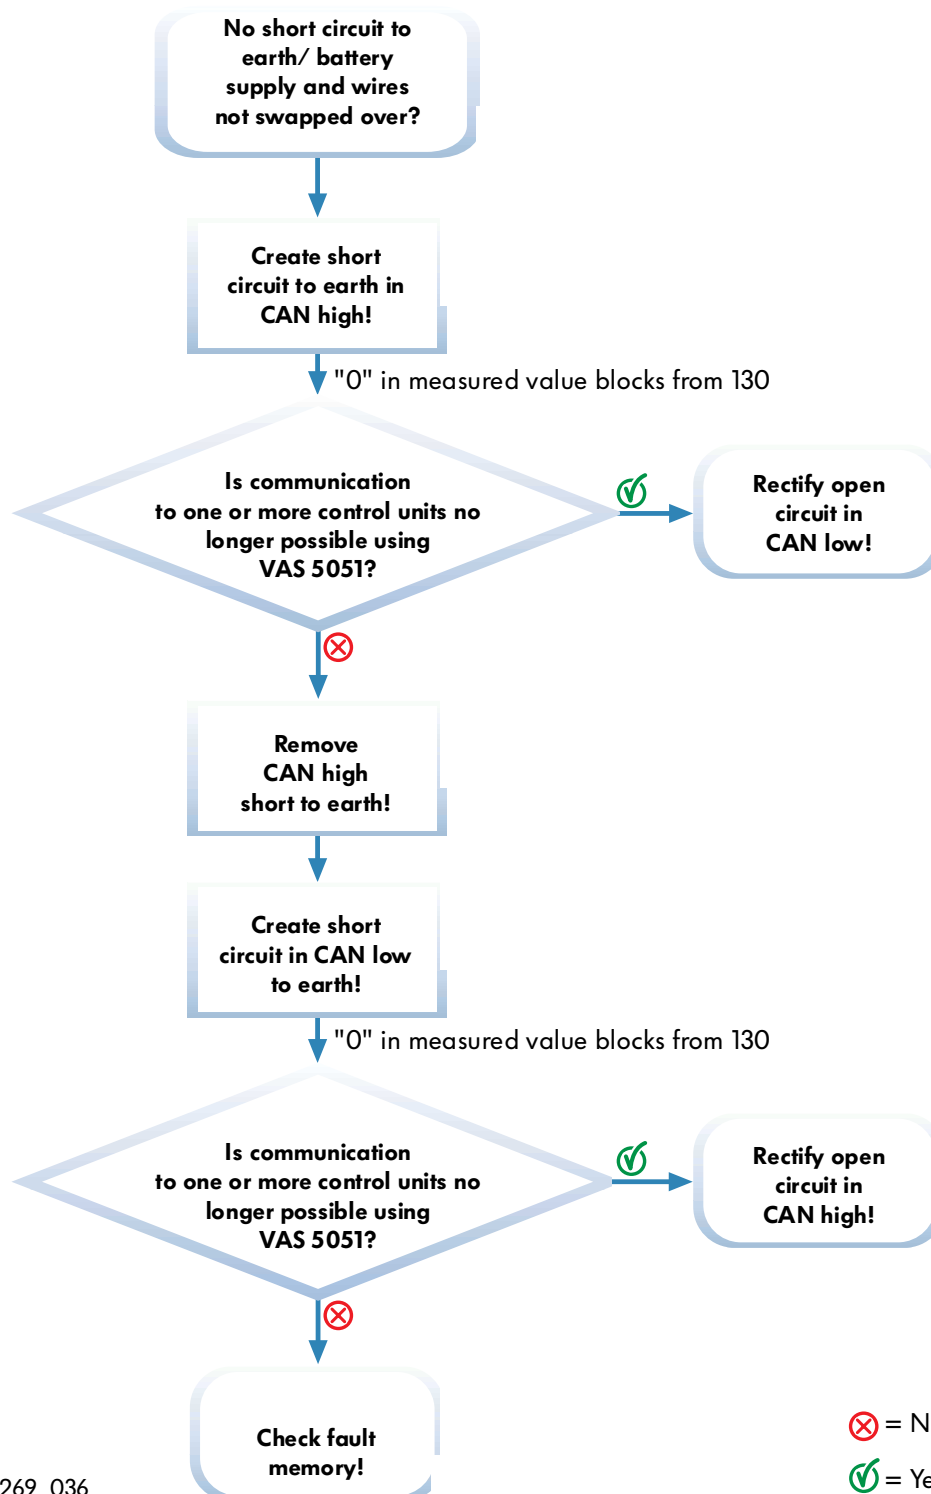 No short circuit to
earth/ battery
supply and wires
not swapped over?
Create short
circuit to earth in
CAN high!
"0" in measured value blocks from 130
Is communication
to one or more control units no
longer possible using
VAS 5051?
Rectify open
circuit in
CAN low!
Remove
CAN high
short to earth!
Create short
circuit in CAN low
to earth!
"0" in measured value blocks from 130
Is communication
to one or more control units no
longer possible using
VAS 5051?
Rectify open
circuit in
CAN high!
Check fault
memory!
= N
= Ye
269_036